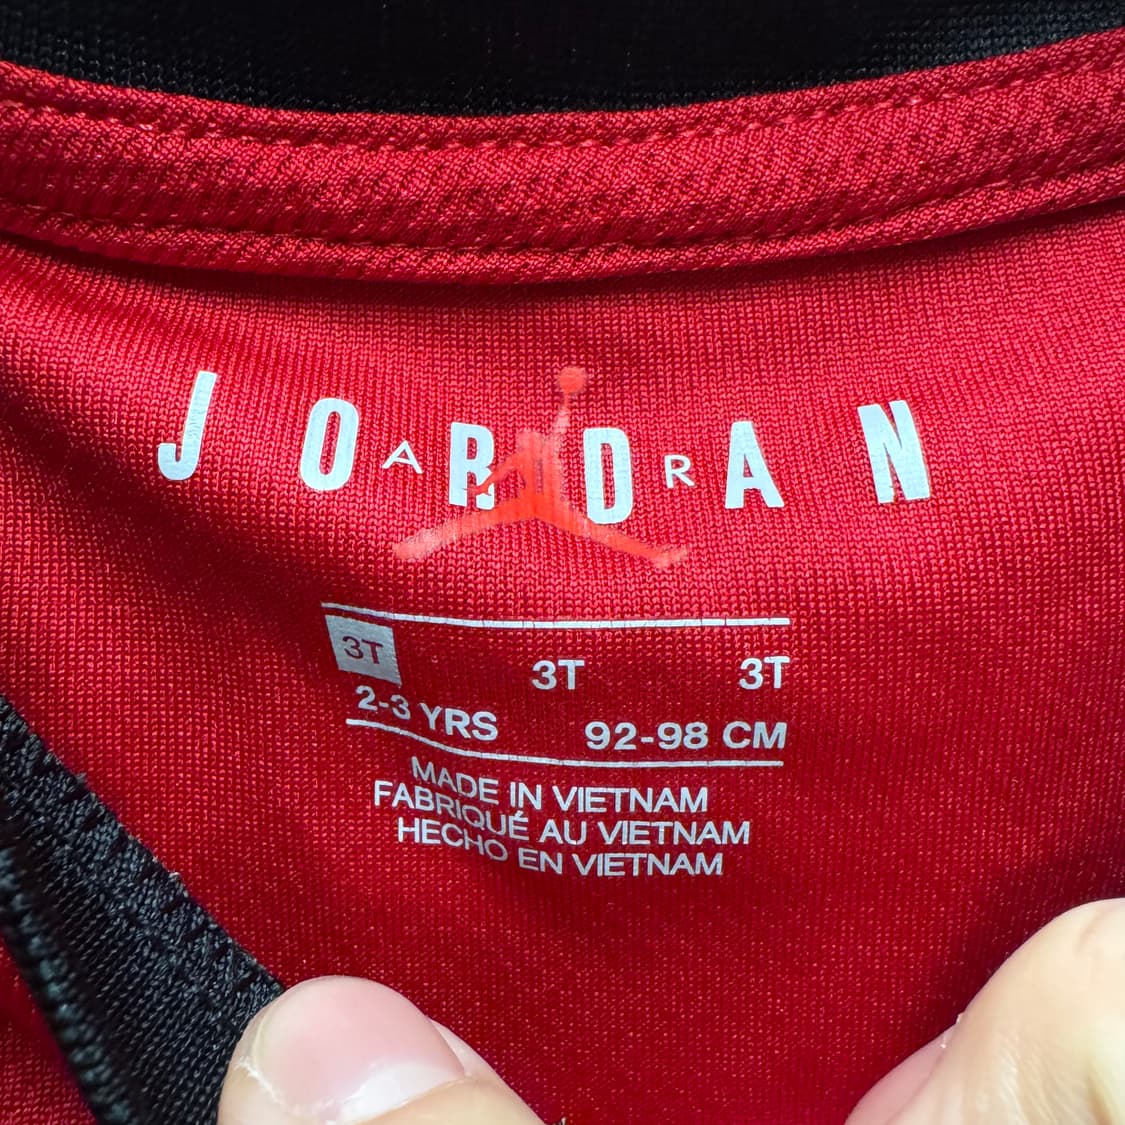 JORDAN
AIR
3T 3T 3T
2-3 YRS 92-98 CM
MADE IN VIETNAM
FABRIQUÉ AU VIETNAM
HECHO EN VIETNAM